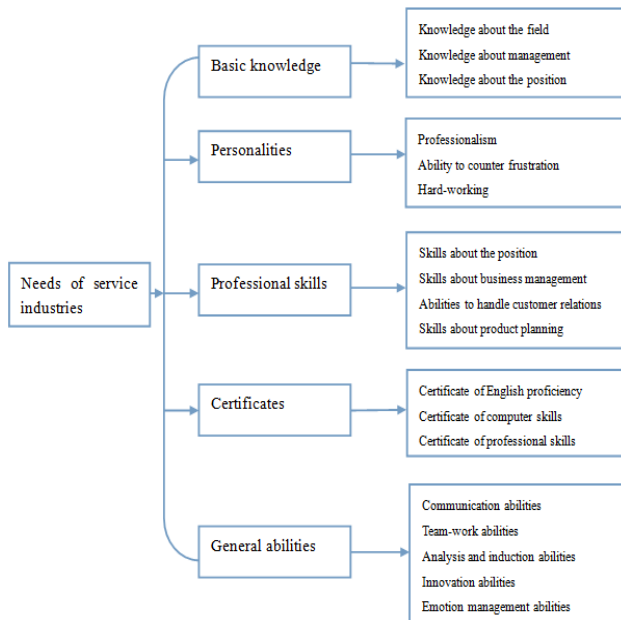 Needs of service
industries
Basic knowledge
Knowledge about the field
Knowledge about management
Knowledge about the position
Personalities
Professionalism
Ability to counter frustration
Hard-working
Professional skills
Skills about the position
Skills about business management
Abilities to handle customer relations
Skills about product planning
Certificates
Certificate of English proficiency
Certificate of computer skills
Certificate of professional skills
General abilities
Communication abilities
Team-work abilities
Analysis and induction abilities
Innovation abilities
Emotion management abilities